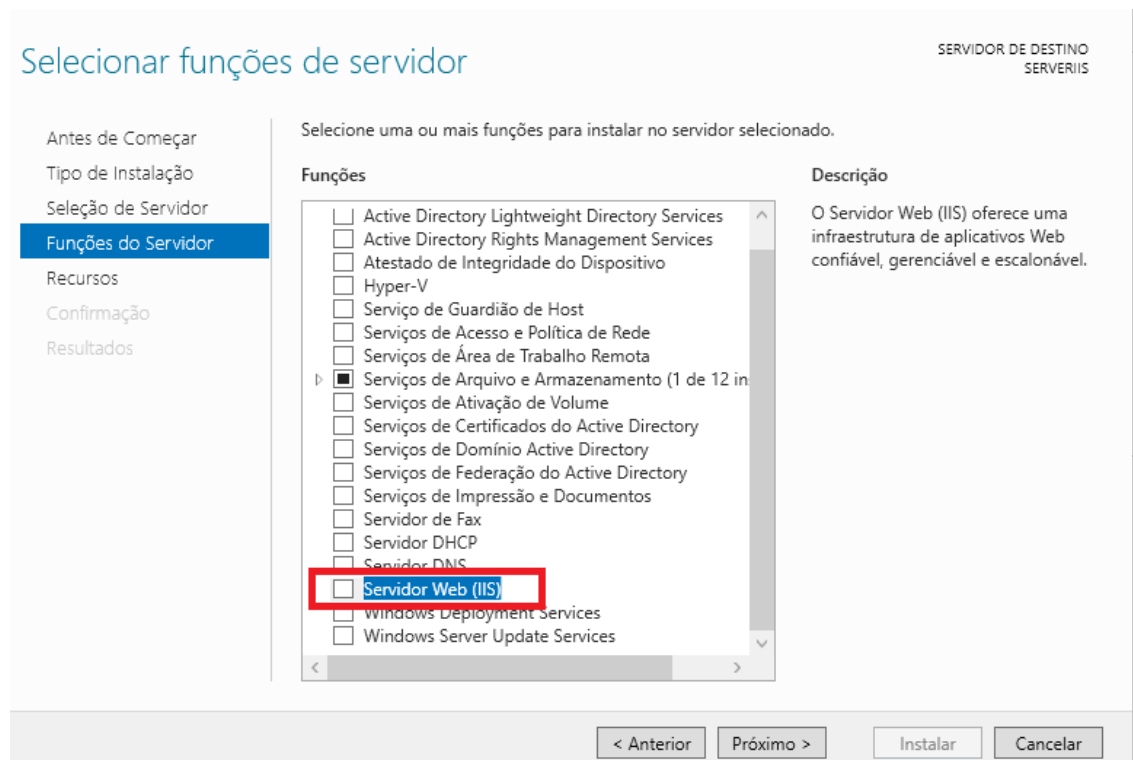 Selecionar funções de servidor
SERVIDOR DE DESTINO
SERVERIIS
Antes de Começar
Tipo de Instalação
Seleção de Servidor
Funções do Servidor
Recursos
Confirmação
Resultados
Selecione uma ou mais funções para instalar no servidor selecionado.
Funções
Active Directory Lightweight Directory Services
Active Directory Rights Management Services
Atestado de Integridade do Dispositivo
Hyper-V
Serviço de Guardião de Host
Serviços de Acesso e Política de Rede
Serviços de Área de Trabalho Remota
Serviços de Arquivo e Armazenamento (1 de 12 in
Serviços de Ativação de Volume
Serviços de Certificados do Active Directory
Serviços de Domínio Active Directory
Serviços de Federação do Active Directory
Serviços de Impressão e Documentos
Servidor de Fax
Servidor DHCP
Servidor DNS
Servidor Web (IIS)
Windows Deployment Services
Windows Server Update Services
Descrição
O Servidor Web (IIS) oferece uma
infraestrutura de aplicativos Web
confiável, gerenciável e escalonável.
< Anterior
Próximo >
Instalar
Cancelar